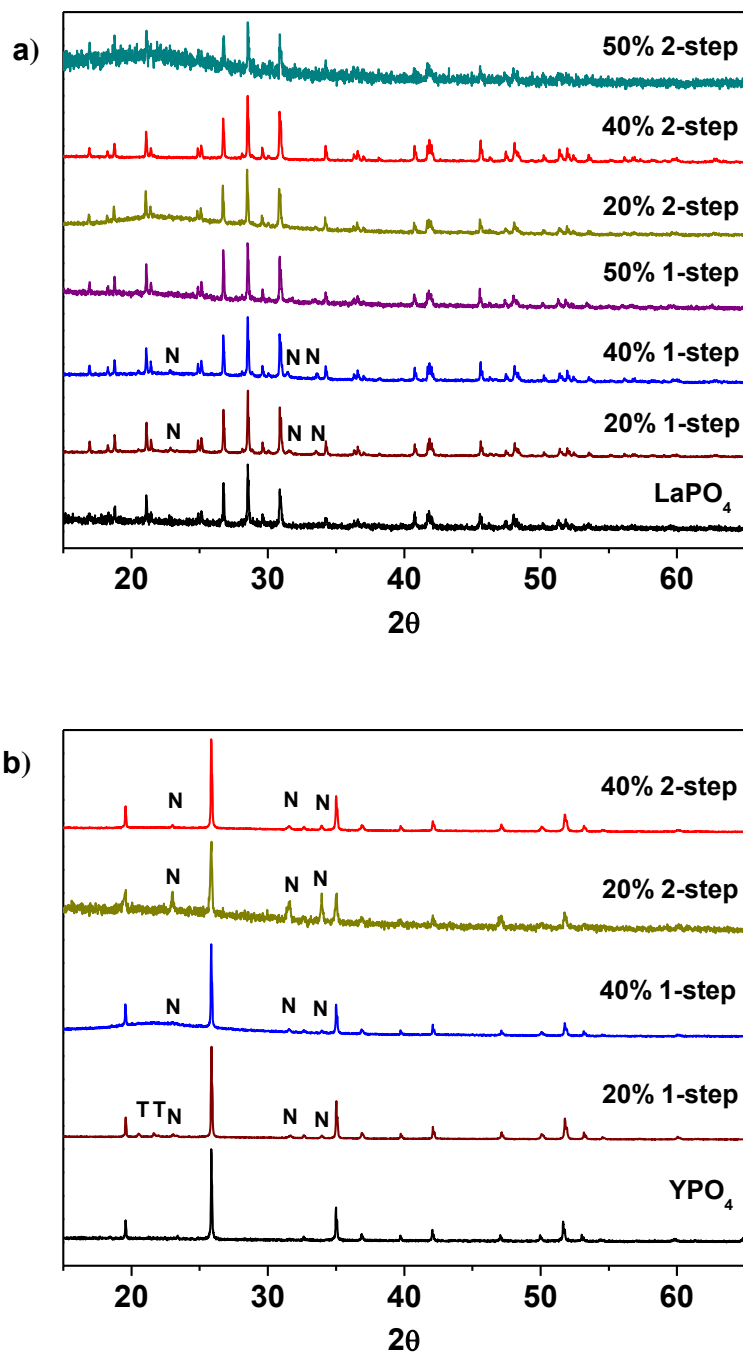 a)
50% 2-step
40% 2-step
20% 2-step
50% 1-step
N N N 40% 1-step
N N N 20% 1-step
LaPO₄
20 30 40 50 60
2θ
b)
N N N 40% 2-step
N N N 20% 2-step
N N N 40% 1-step
T T N N N 20% 1-step
YPO₄
20 30 40 50 60
2θ